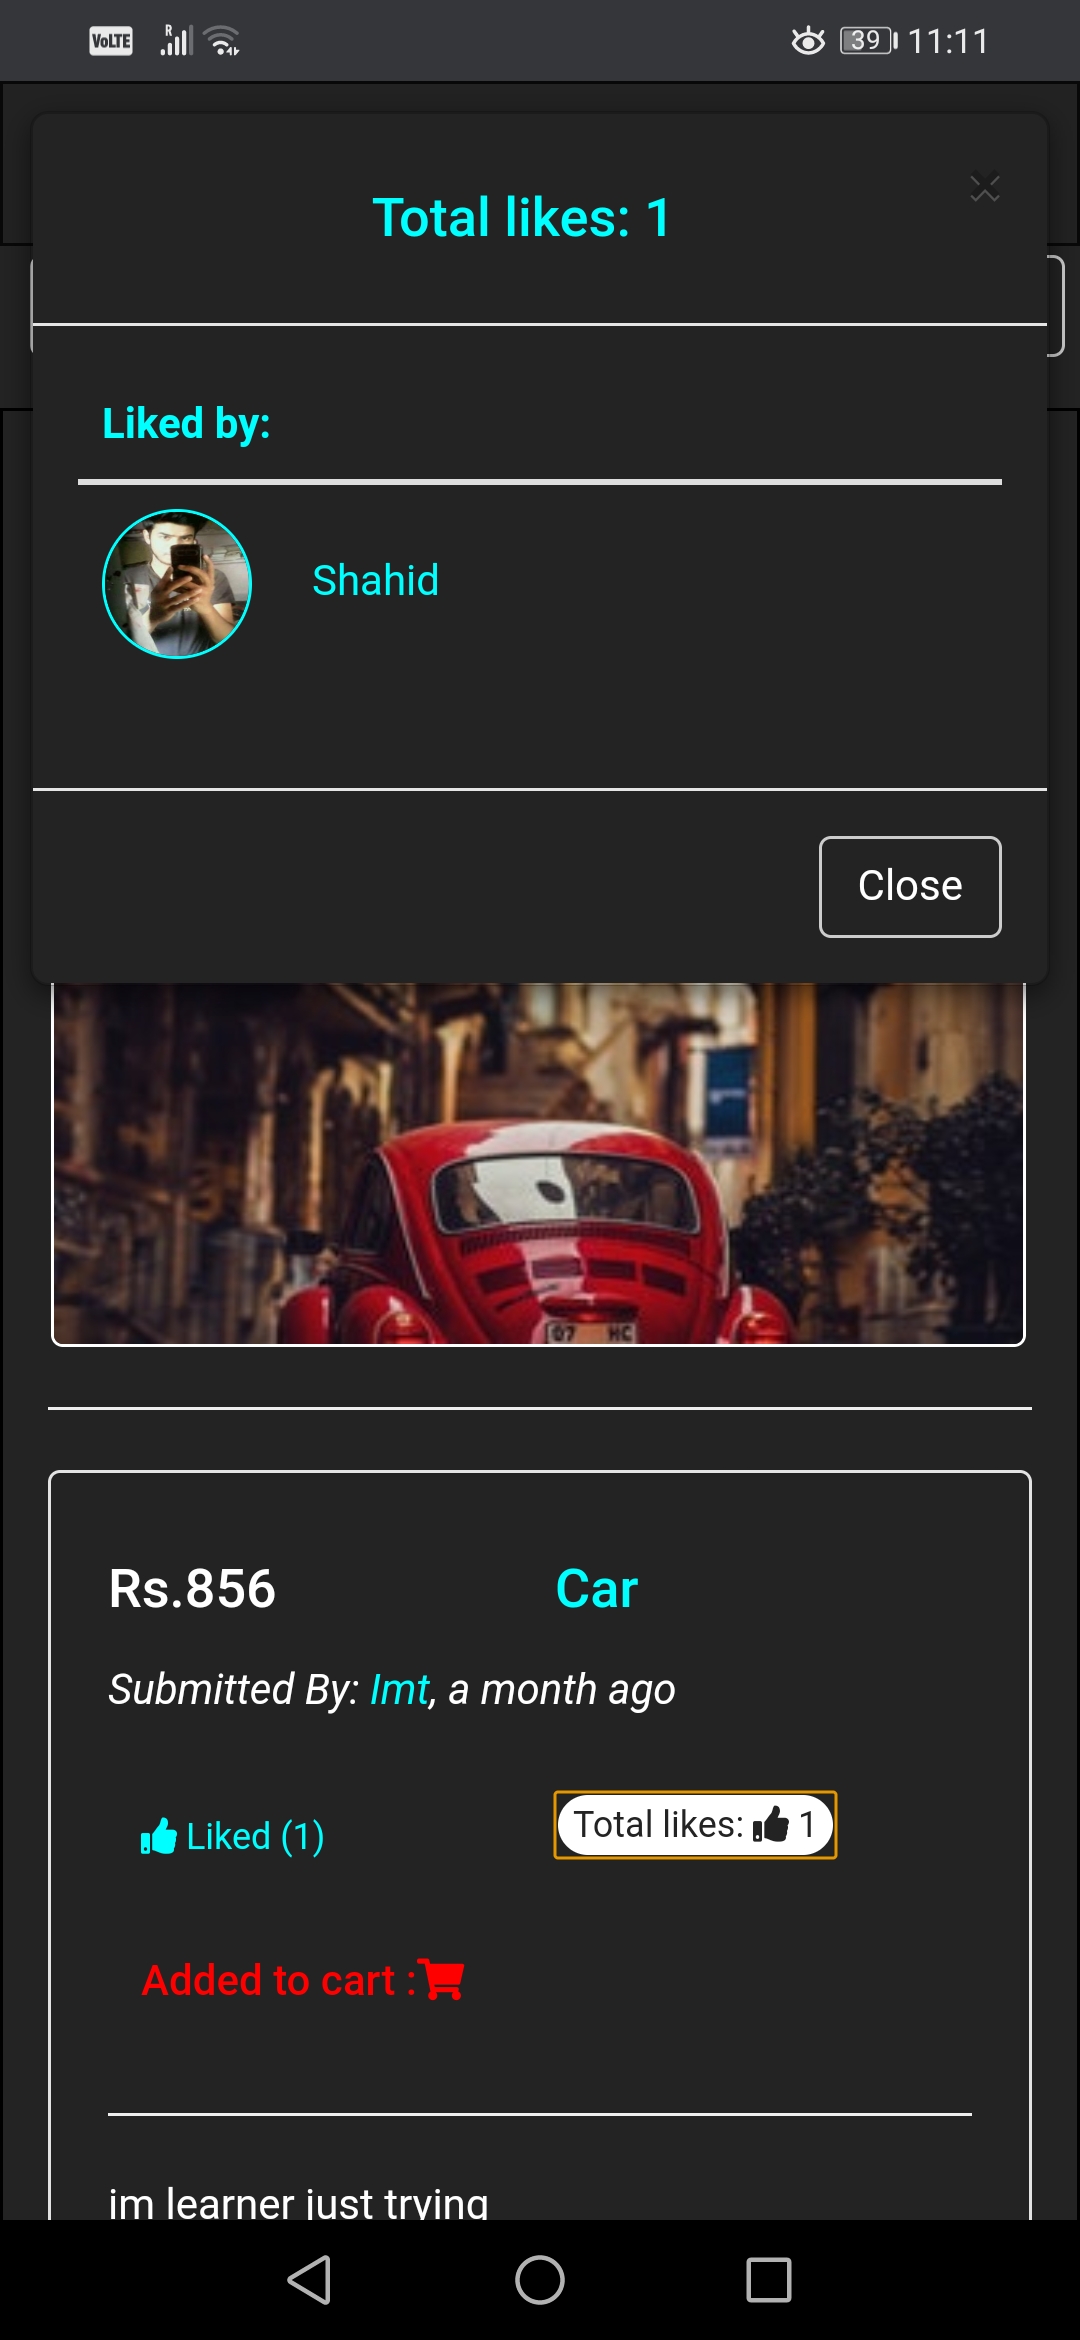 VoLTE R 39 11:11
Total likes: 1
Liked by:
Shahid
Close
07 HC
Rs.856 Car
Submitted By: Imt, a month ago
Liked (1) Total likes: 1
Added to cart :
im learner just trying